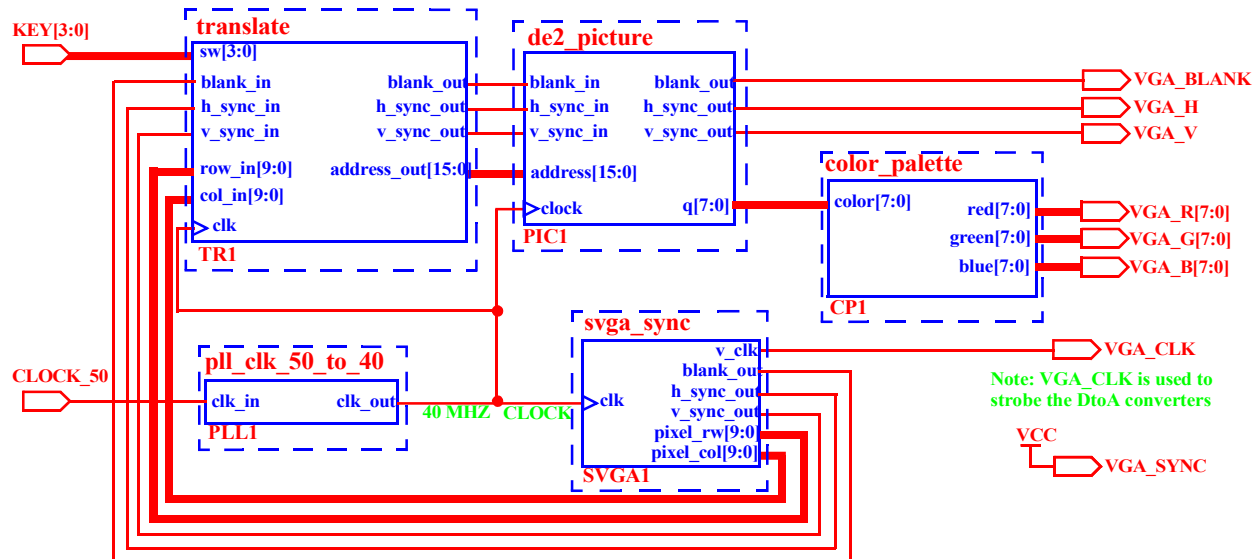 translate
KEY[3:0]
sw[3:0]
blank_in
blank_out
h_sync_in
h_sync_out
v_sync_in
v_sync_out
row_in[9:0]
address_out[15:0]
col_in[9:0]
clk
TR1
de2_picture
blank_in
blank_out
h_sync_in
h_sync_out
v_sync_in
v_sync_out
address[15:0]
clock
q[7:0]
PIC1
VGA_BLANK
VGA_H
VGA_V
color_palette
color[7:0]
red[7:0]
green[7:0]
blue[7:0]
CP1
VGA_R[7:0]
VGA_G[7:0]
VGA_B[7:0]
pll_clk_50_to_40
CLOCK_50
clk_in
clk_out
PLL1
40 MHZ CLOCK
svga_sync
v_clk
blank_out
clk
h_sync_out
v_sync_out
pixel_rw[9:0]
pixel_col[9:0]
SVGA1
VGA_CLK
Note: VGA_CLK is used to
strobe the DtoA converters
VCC
VGA_SYNC